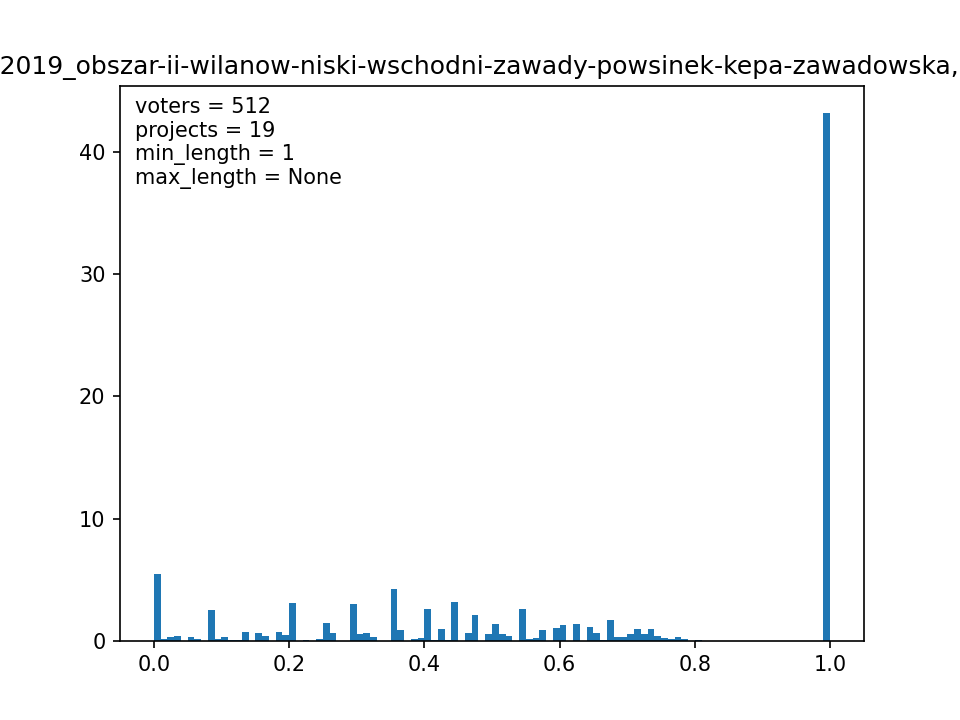 2019_obszar-ii-wilanow-niski-wschodni-zawady-powsinek-kepa-zawadowska,
voters = 512
projects = 19
min_length = 1
max_length = None
40
30
20
10
0
0.0 0.2 0.4 0.6 0.8 1.0